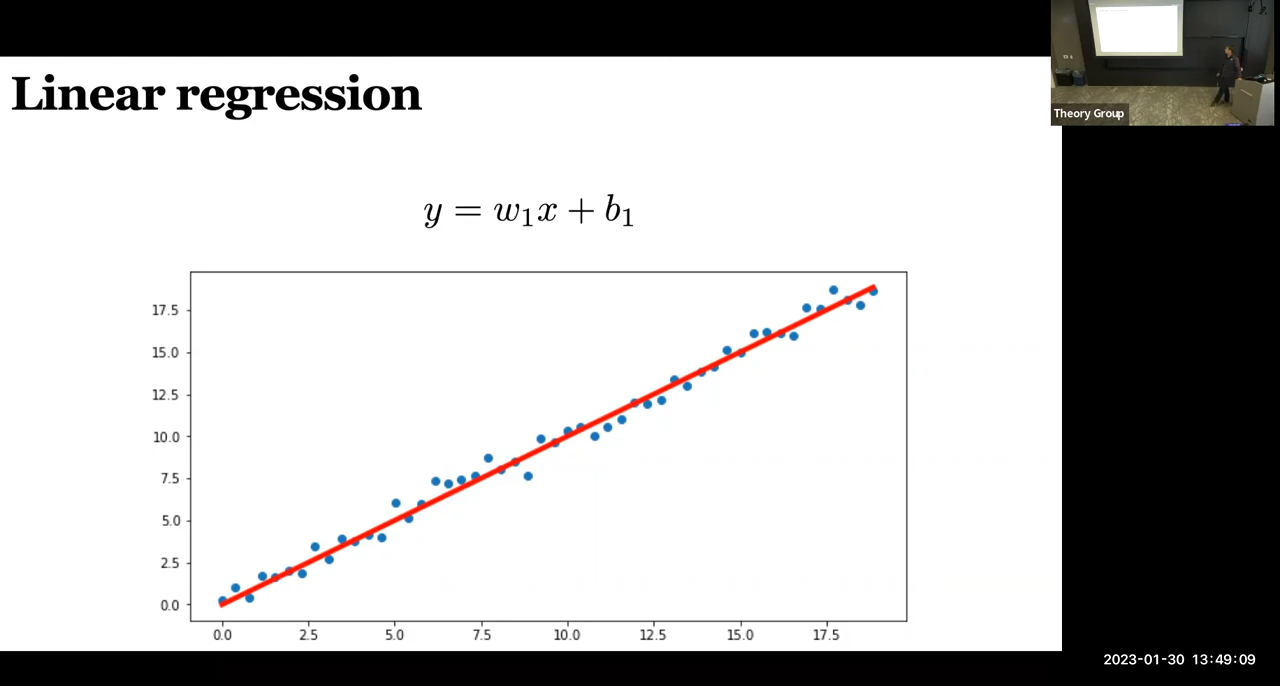 Linear regression
Theory Group
y = w₁x + b₁
17.5
15.0
12.5
10.0
7.5
5.0
2.5
0.0
0.0 2.5 5.0 7.5 10.0 12.5 15.0 17.5
2023-01-30 13:49:09